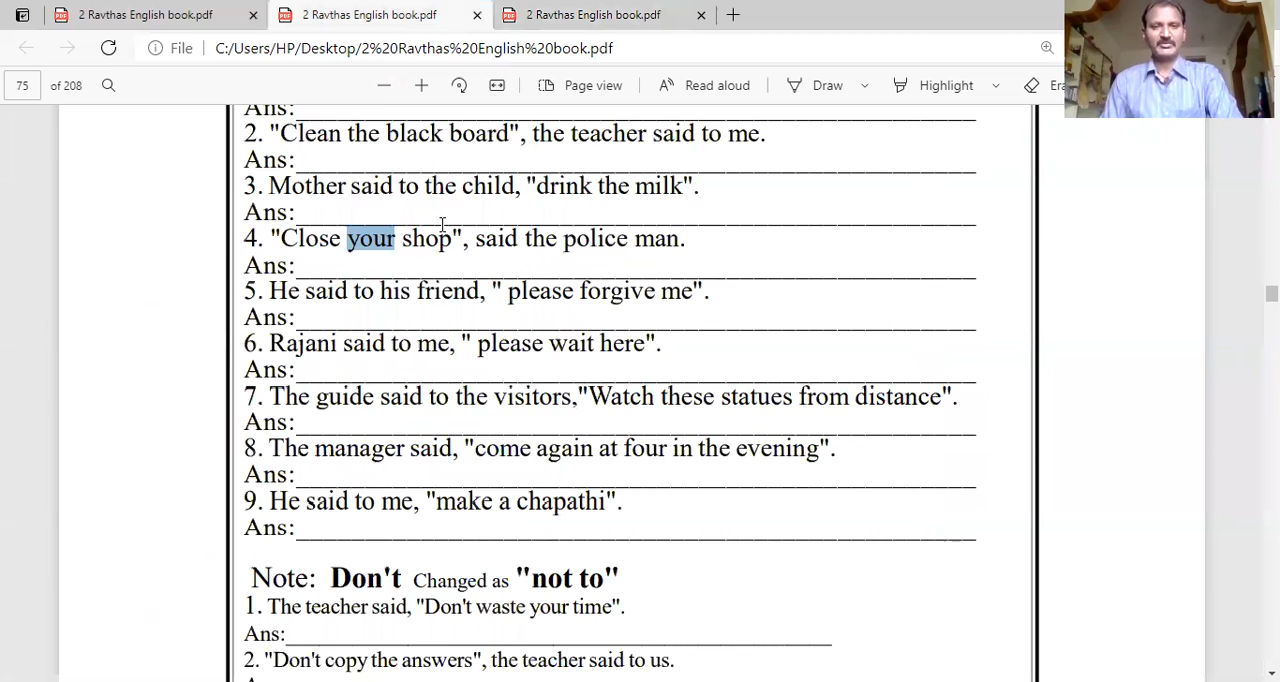 2 Ravthas English book.pdf
2 Ravthas English book.pdf
2 Ravthas English book.pdf
File
C:/Users/HP/Desktop/2%20Ravthas%20English%20book.pdf
75 of 208
Page view
Read aloud
Draw
Highlight
Ans:
2. "Clean the black board", the teacher said to me.
Ans:
3. Mother said to the child, "drink the milk".
Ans:
4. "Close your shop", said the police man.
Ans:
5. He said to his friend, " please forgive me".
Ans:
6. Rajani said to me, " please wait here".
Ans:
7. The guide said to the visitors,"Watch these statues from distance".
Ans:
8. The manager said, "come again at four in the evening".
Ans:
9. He said to me, "make a chapathi".
Ans:
Note: Don't Changed as "not to"
1. The teacher said, "Don't waste your time".
Ans:
2. "Don't copy the answers", the teacher said to us.